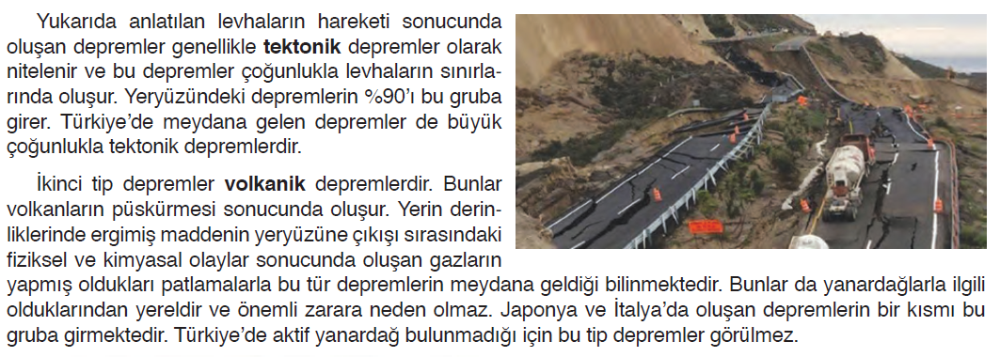 Yukarıda anlatılan levhaların hareketi sonucunda
oluşan depremler genellikle tektonik depremler olarak
nitelenir ve bu depremler çoğunlukla levhaların sınırla-
rında oluşur. Yeryüzündeki depremlerin %90’ı bu gruba
girer. Türkiye’de meydana gelen depremler de büyük
çoğunlukla tektonik depremlerdir.
İkinci tip depremler volkanik depremlerdir. Bunlar
volkanların püskürmesi sonucunda oluşur. Yerin derin-
liklerinde ergimiş maddenin yeryüzüne çıkışı sırasındaki
fiziksel ve kimyasal olaylar sonucunda oluşan gazların
yapmış oldukları patlamalarla bu tür depremlerin meydana geldiği bilinmektedir. Bunlar da yanardağlarla ilgili
olduklarından yereldir ve önemli zarara neden olmaz. Japonya ve İtalya’da oluşan depremlerin bir kısmı bu
gruba girmektedir. Türkiye’de aktif yanardağ bulunmadığı için bu tip depremler görülmez.